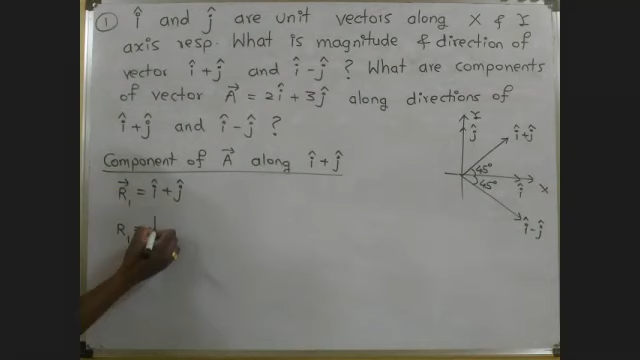 ① î and ĵ are unit vectors along X & Y
axis resp. What is magnitude & direction of
vector î+ĵ and î-ĵ ? What are components
of vector A⃗ = 2î + 3ĵ along directions of
î+ĵ and î-ĵ ?
Component of A⃗ along î+ĵ
R⃗₁ = î + ĵ
R₁ =
Y
ĵ
î+ĵ
45°
45°
î
X
î-ĵ